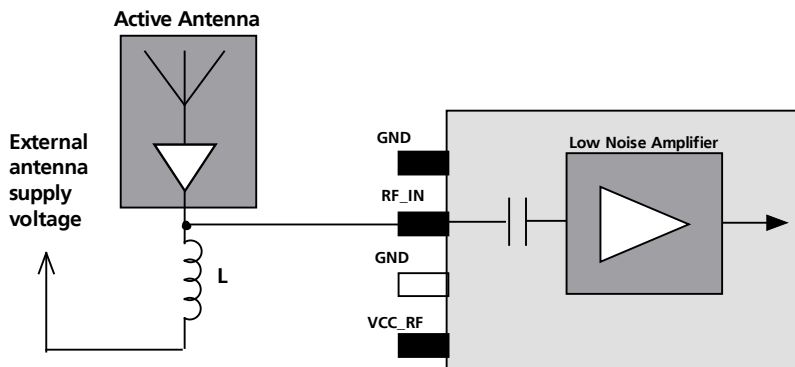 Active Antenna
External
antenna
supply
voltage
L
GND
RF_IN
GND
VCC_RF
Low Noise Amplifier